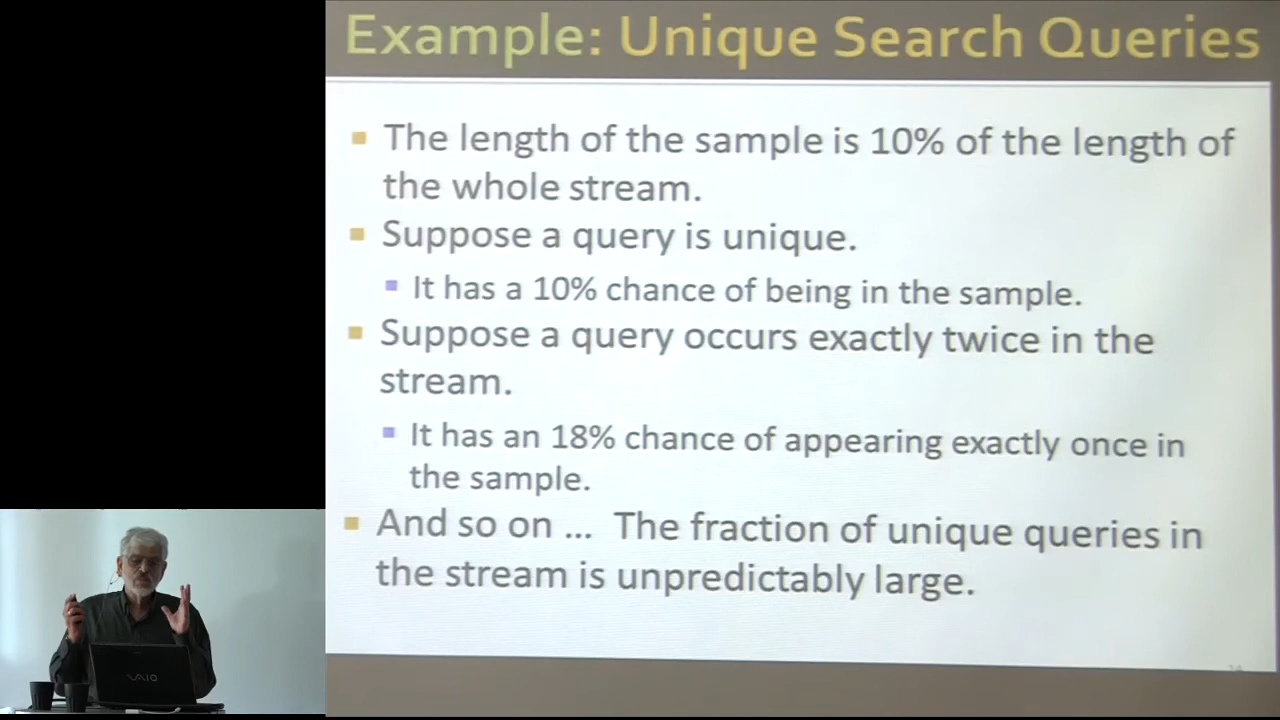 Example: Unique Search Queries
The length of the sample is 10% of the length of
the whole stream.
Suppose a query is unique.
It has a 10% chance of being in the sample.
Suppose a query occurs exactly twice in the
stream.
It has an 18% chance of appearing exactly once in
the sample.
And so on ... The fraction of unique queries in
the stream is unpredictably large.
VAIO